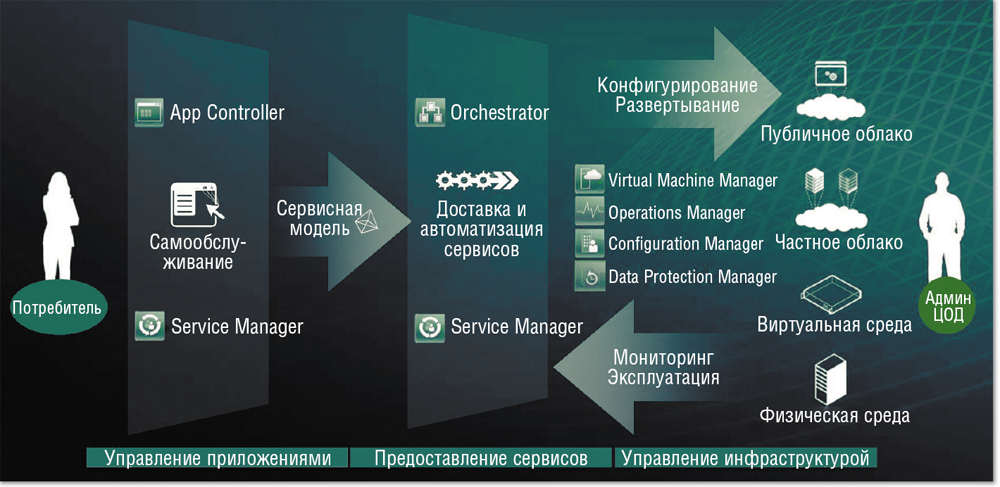 Потребитель
App Controller
Самообслу-
живание
Service Manager
Сервисная
модель
Orchestrator
Доставка и
автоматизация
сервисов
Service Manager
Конфигурирование
Развертывание
Virtual Machine Manager
Operations Manager
Configuration Manager
Data Protection Manager
Мониторинг
Эксплуатация
Публичное облако
Частное облако
Виртуальная среда
Физическая среда
Админ
ЦОД
Управление приложениями
Предоставление сервисов
Управление инфраструктурой